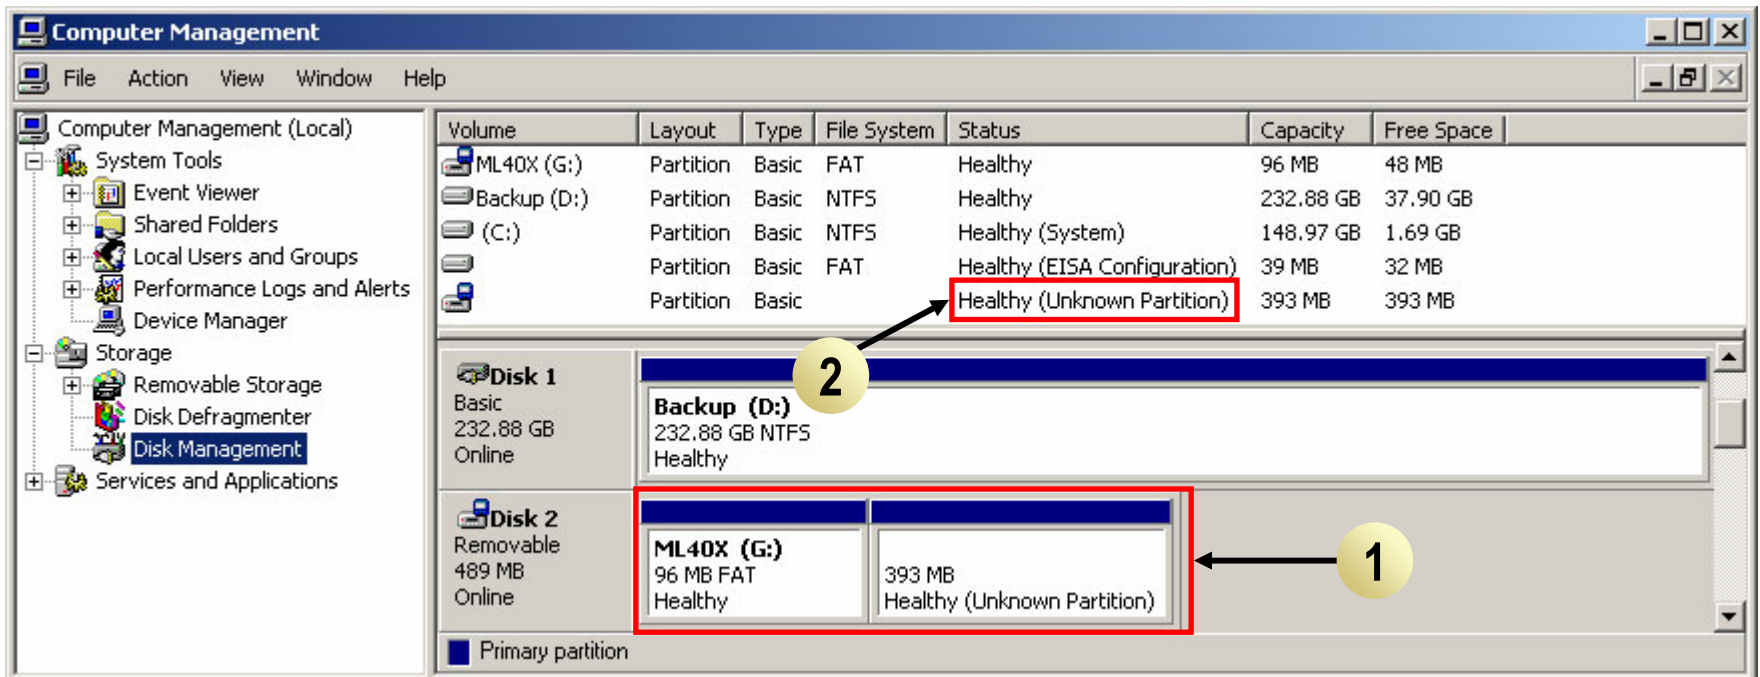 Computer Management
File Action View Window Help
Computer Management (Local)
System Tools
Event Viewer
Shared Folders
Local Users and Groups
Performance Logs and Alerts
Device Manager
Storage
Removable Storage
Disk Defragmenter
Disk Management
Services and Applications
Volume Layout Type File System Status Capacity Free Space
ML40X (G:) Partition Basic FAT Healthy 96 MB 48 MB
Backup (D:) Partition Basic NTFS Healthy 232.88 GB 37.90 GB
(C:) Partition Basic NTFS Healthy (System) 148.97 GB 1.69 GB
Partition Basic FAT Healthy (EISA Configuration) 39 MB 32 MB
Partition Basic Healthy (Unknown Partition) 393 MB 393 MB
2
Disk 1
Basic
232.88 GB
Online
Backup (D:)
232.88 GB NTFS
Healthy
Disk 2
Removable
489 MB
Online
ML40X (G:)
96 MB FAT
Healthy
393 MB
Healthy (Unknown Partition)
1
Primary partition